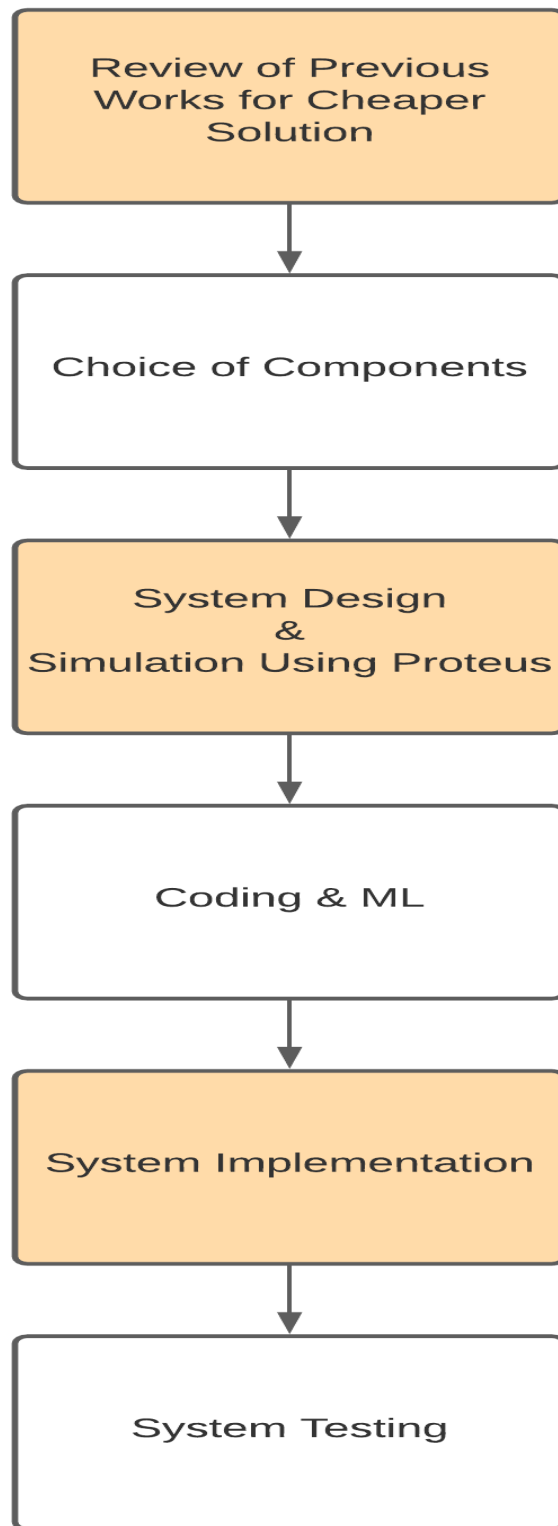 Review of Previous
Works for Cheaper
Solution
Choice of Components
System Design
&
Simulation Using Proteus
Coding & ML
System Implementation
System Testing